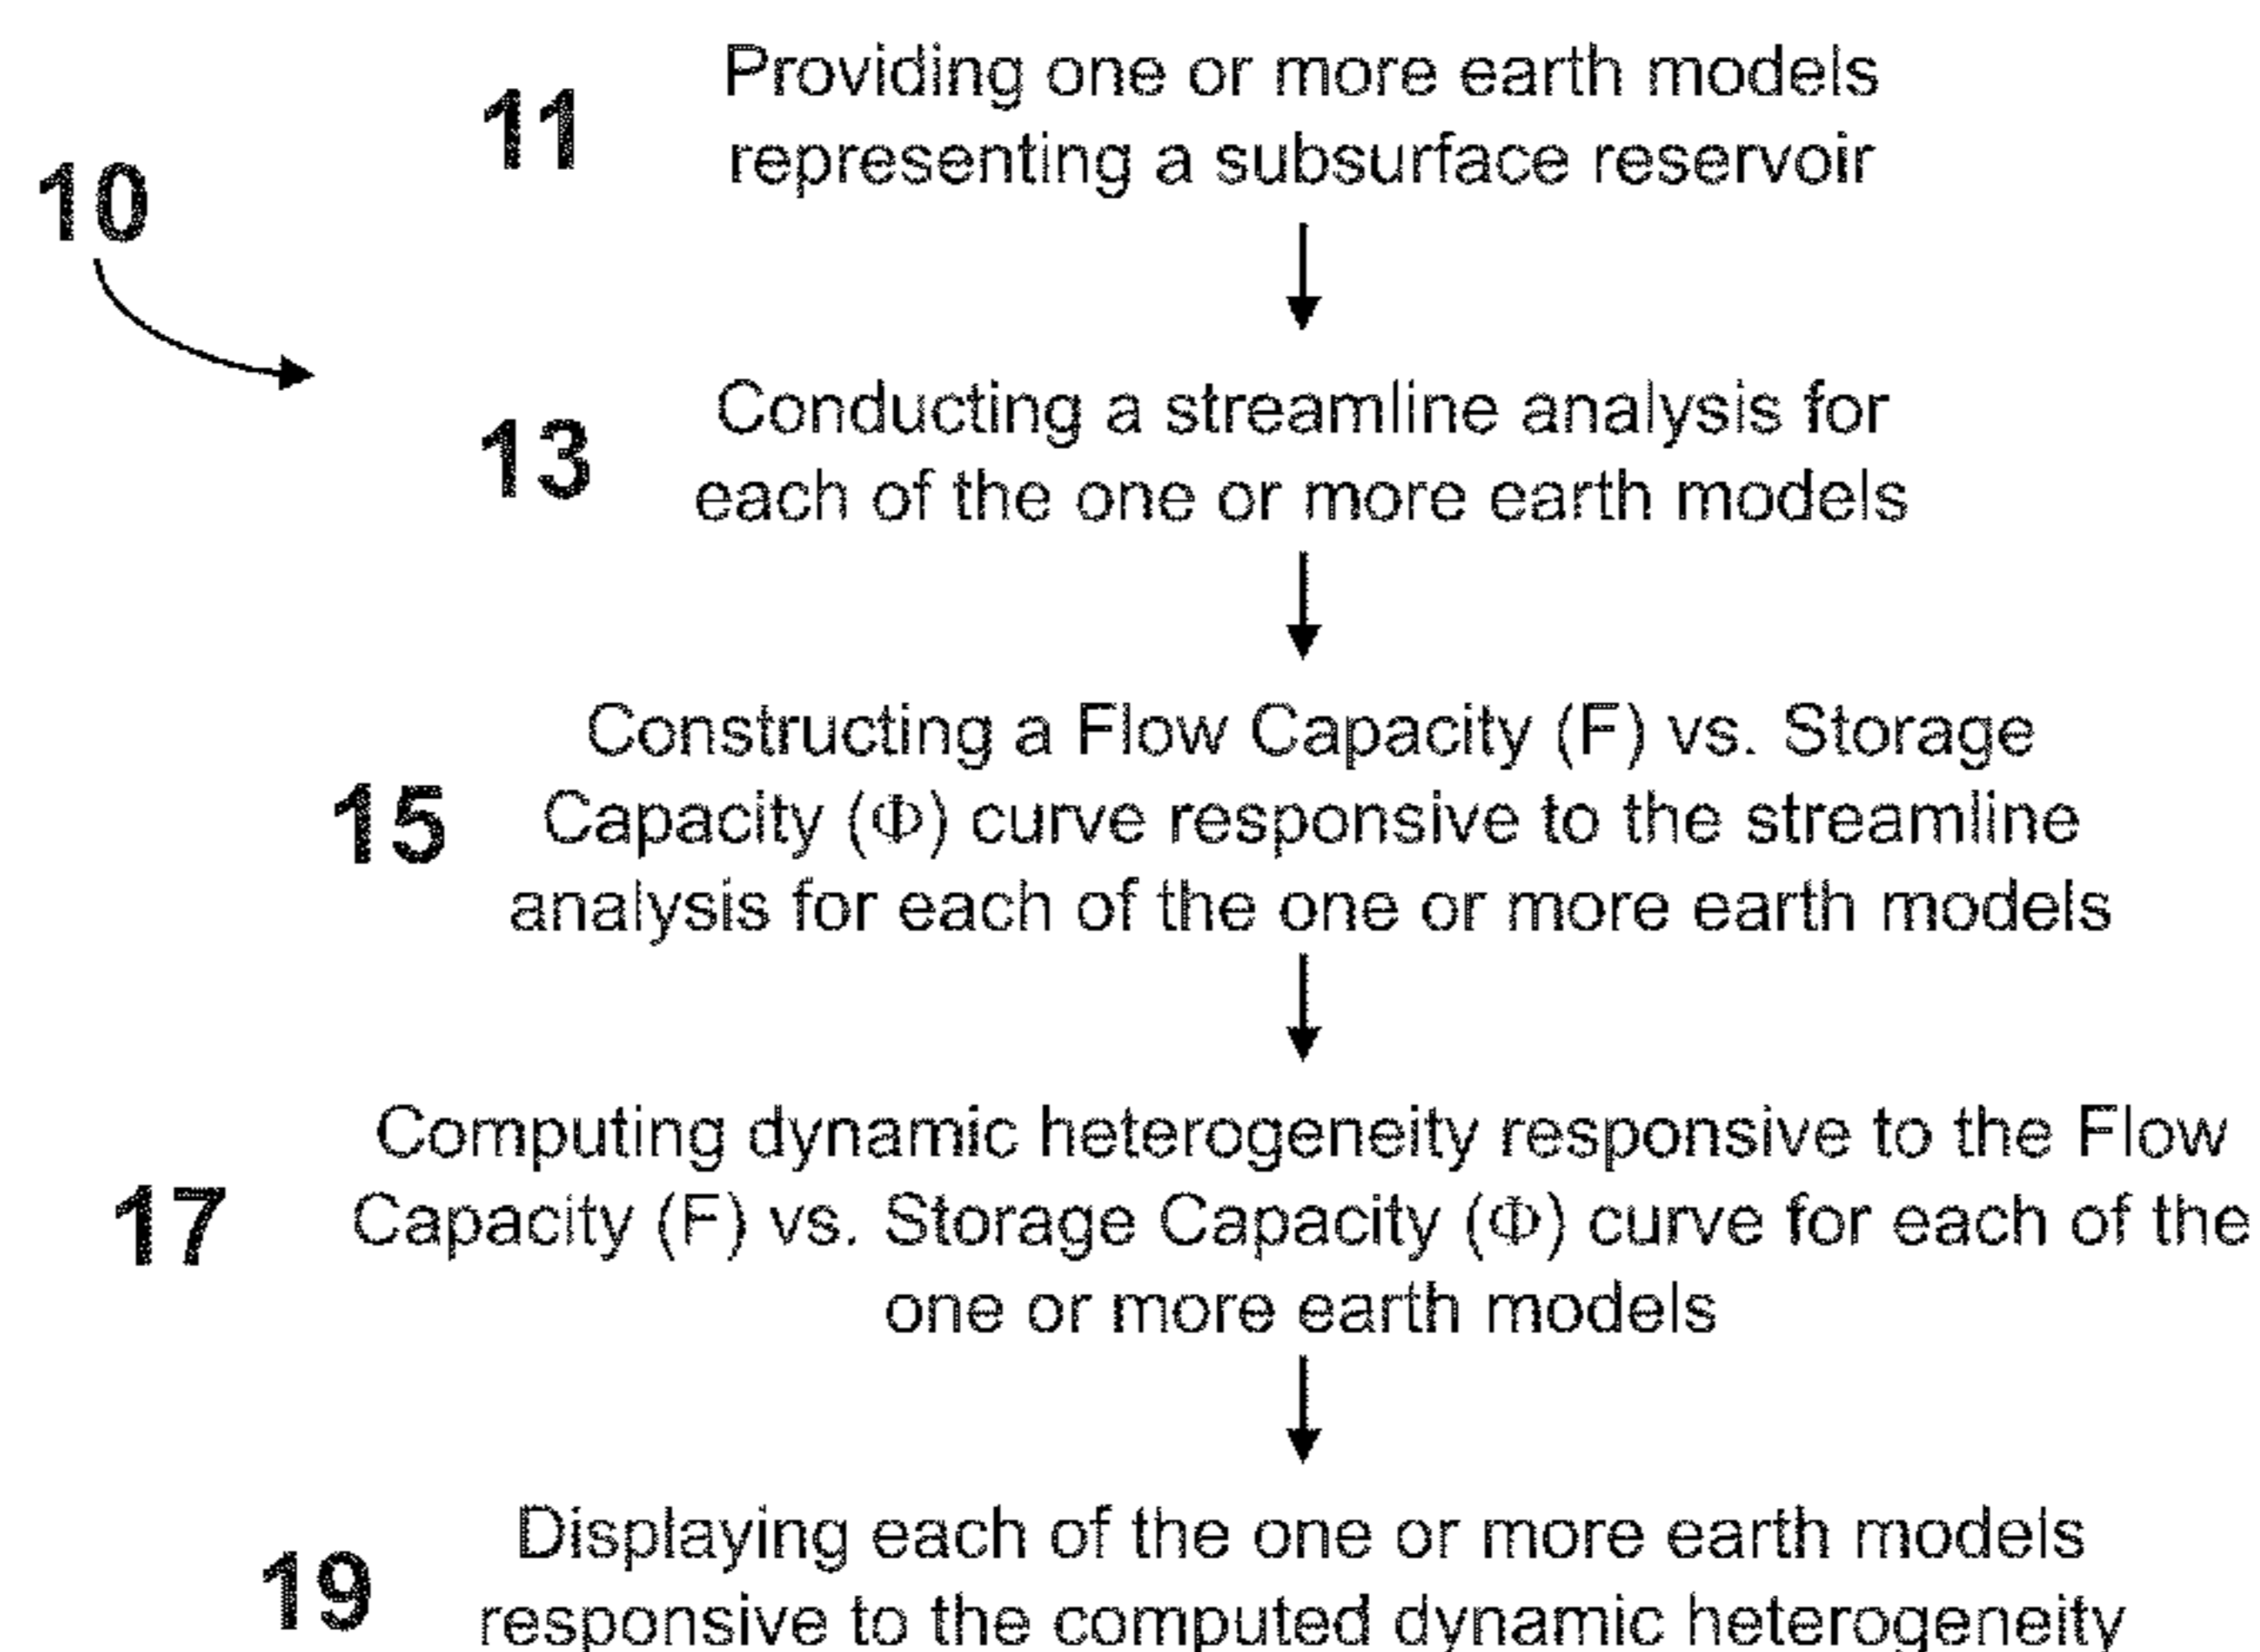 10
11
Providing one or more earth models
representing a subsurface reservoir
13
Conducting a streamline analysis for
each of the one or more earth models
15
Constructing a Flow Capacity (F) vs. Storage
Capacity (Φ) curve responsive to the streamline
analysis for each of the one or more earth models
17
Computing dynamic heterogeneity responsive to the Flow
Capacity (F) vs. Storage Capacity (Φ) curve for each of the
one or more earth models
19
Displaying each of the one or more earth models
responsive to the computed dynamic heterogeneity